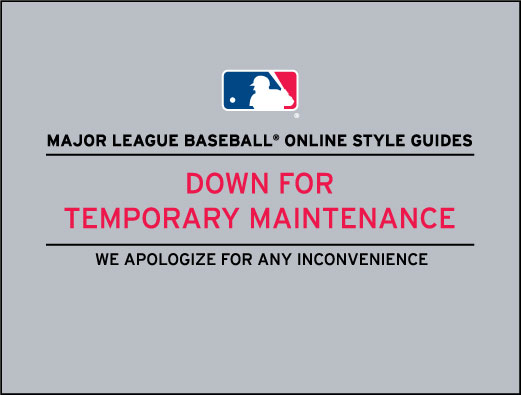 MAJOR LEAGUE BASEBALL® ONLINE STYLE GUIDES
DOWN FOR
TEMPORARY MAINTENANCE
WE APOLOGIZE FOR ANY INCONVENIENCE